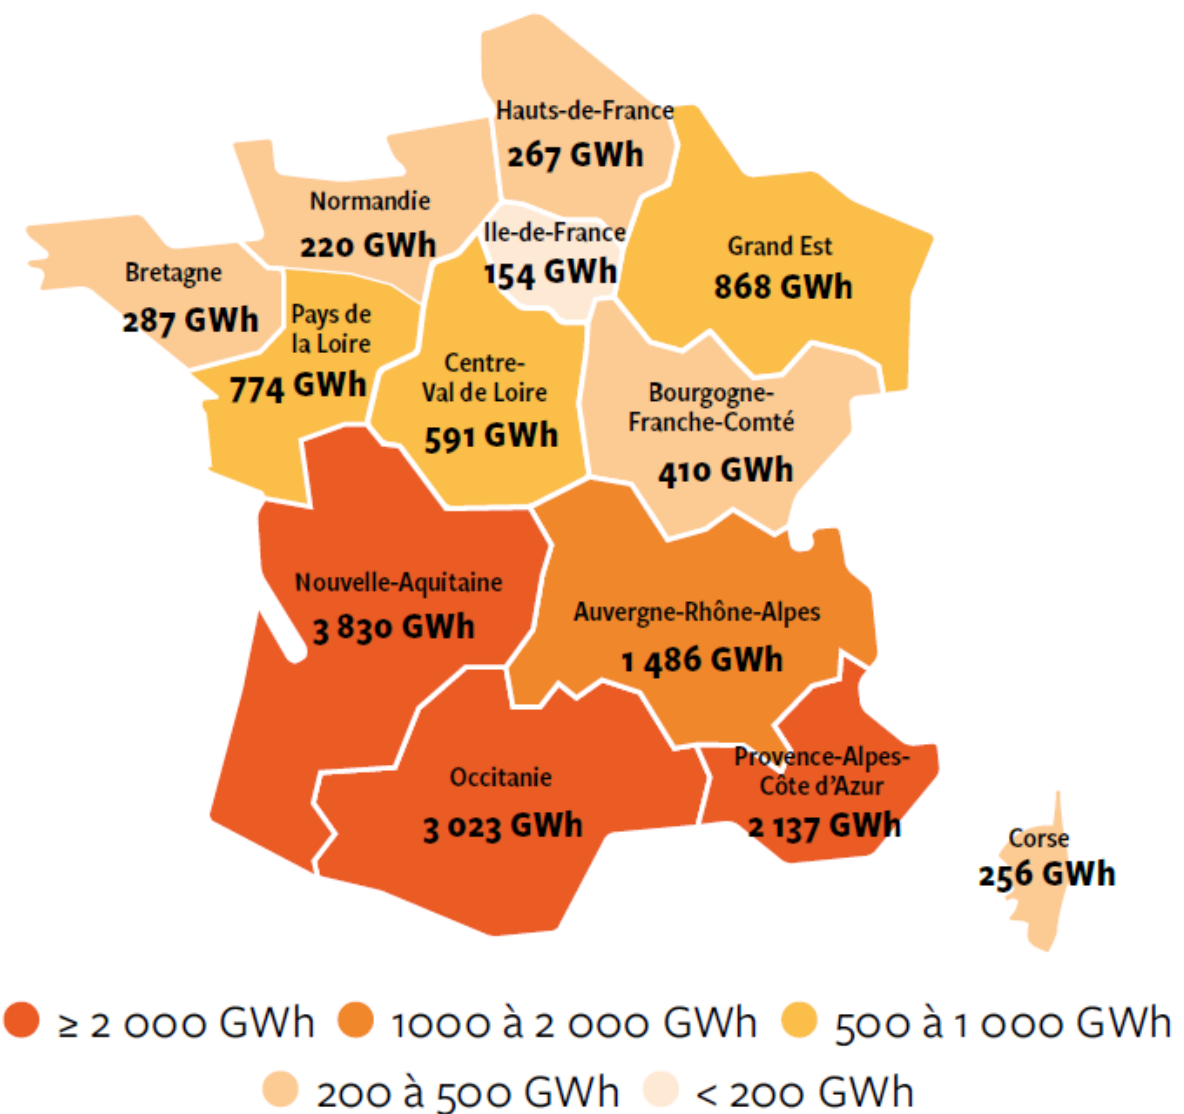 Hauts-de-France
267 GWh
Normandie
220 GWh
Ile-de-France
154 GWh
Grand Est
868 GWh
Bretagne
287 GWh
Pays de
la Loire
774 GWh
Centre-
Val de Loire
591 GWh
Bourgogne-
Franche-Comté
410 GWh
Nouvelle-Aquitaine
3 830 GWh
Auvergne-Rhône-Alpes
1 486 GWh
Occitanie
3 023 GWh
Provence-Alpes-
Côte d’Azur
2 137 GWh
Corse
256 GWh
≥ 2 000 GWh 1000 à 2 000 GWh 500 à 1 000 GWh
200 à 500 GWh < 200 GWh